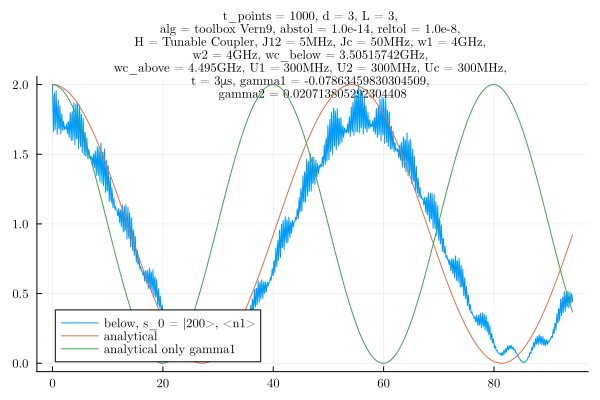 t_points = 1000, d = 3, L = 3,
alg = toolbox Vern9, abstol = 1.0e-14, reltol = 1.0e-8,
H = Tunable Coupler, J12 = 5MHz, Jc = 50MHz, w1 = 4GHz,
w2 = 4GHz, wc_below = 3.50515742GHz,
wc_above = 4.495GHz, U1 = 300MHz, U2 = 300MHz, Uc = 300MHz,
t = 3μs, gamma1 = -0.07863459830304509,
gamma2 = 0.020713805292304408
2.0
1.5
1.0
0.5
0.0
below, s_0 = |200>, <n1>
analytical
analytical only gamma1
0 20 40 60 80